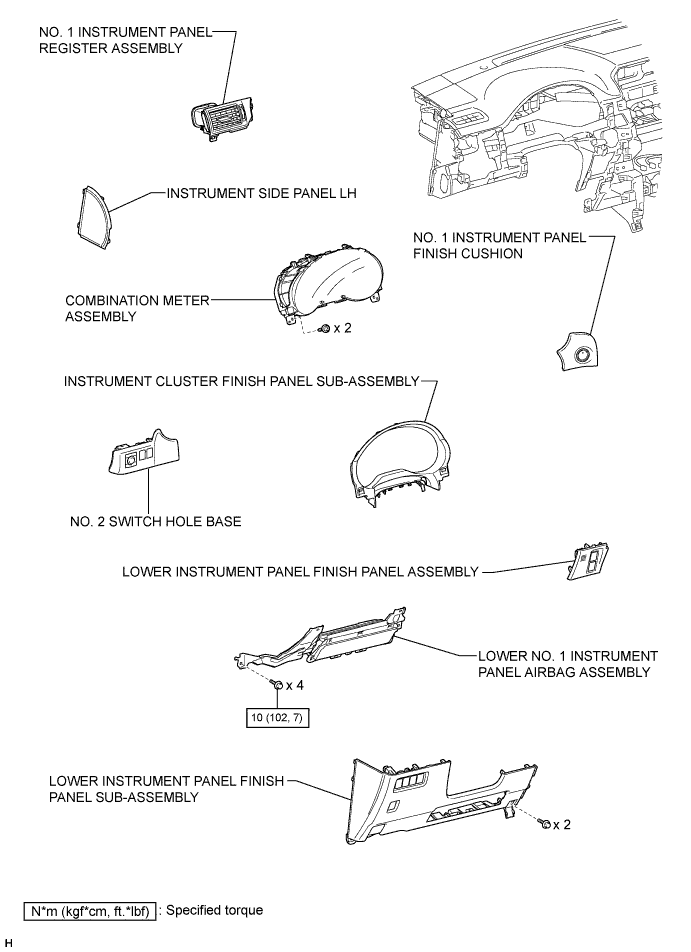 NO. 1 INSTRUMENT PANEL
REGISTER ASSEMBLY
INSTRUMENT SIDE PANEL LH
NO. 1 INSTRUMENT PANEL
FINISH CUSHION
COMBINATION METER
ASSEMBLY
x 2
INSTRUMENT CLUSTER FINISH PANEL SUB-ASSEMBLY
NO. 2 SWITCH HOLE BASE
LOWER INSTRUMENT PANEL FINISH PANEL ASSEMBLY
LOWER NO. 1 INSTRUMENT
PANEL AIRBAG ASSEMBLY
x 4
10 (102, 7)
LOWER INSTRUMENT PANEL FINISH
PANEL SUB-ASSEMBLY
x 2
N*m (kgf*cm, ft.*lbf) : Specified torque
H